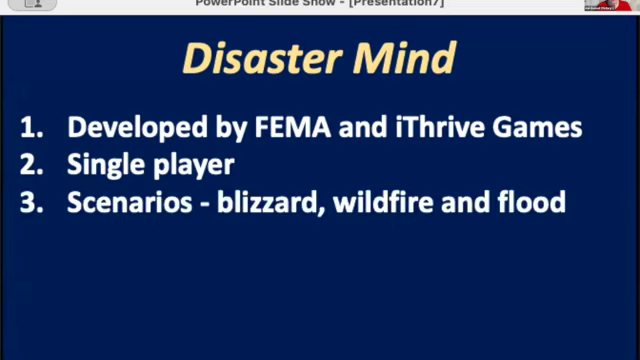 PowerPoint Slide Show - [Presentation7]
Disaster Mind
1. Developed by FEMA and iThrive Games
2. Single player
3. Scenarios - blizzard, wildfire and flood